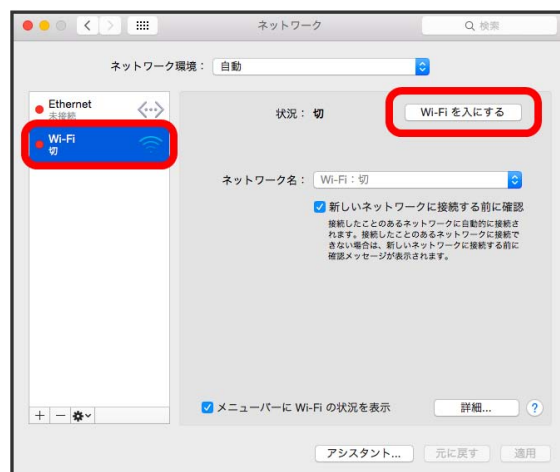 ネットワーク
検索
ネットワーク環境： 自動
Ethernet
未接続
Wi-Fi
切
状況： 切
Wi-Fi を入にする
ネットワーク名： Wi-Fi：切
新しいネットワークに接続する前に確認
接続したことのあるネットワークに自動的に接続さ
れます。接続したことのあるネットワークに接続で
きない場合は、新しいネットワークに接続する前に
確認メッセージが表示されます。
メニューバーに Wi-Fi の状況を表示
詳細...
?
アシスタント...
元に戻す
適用